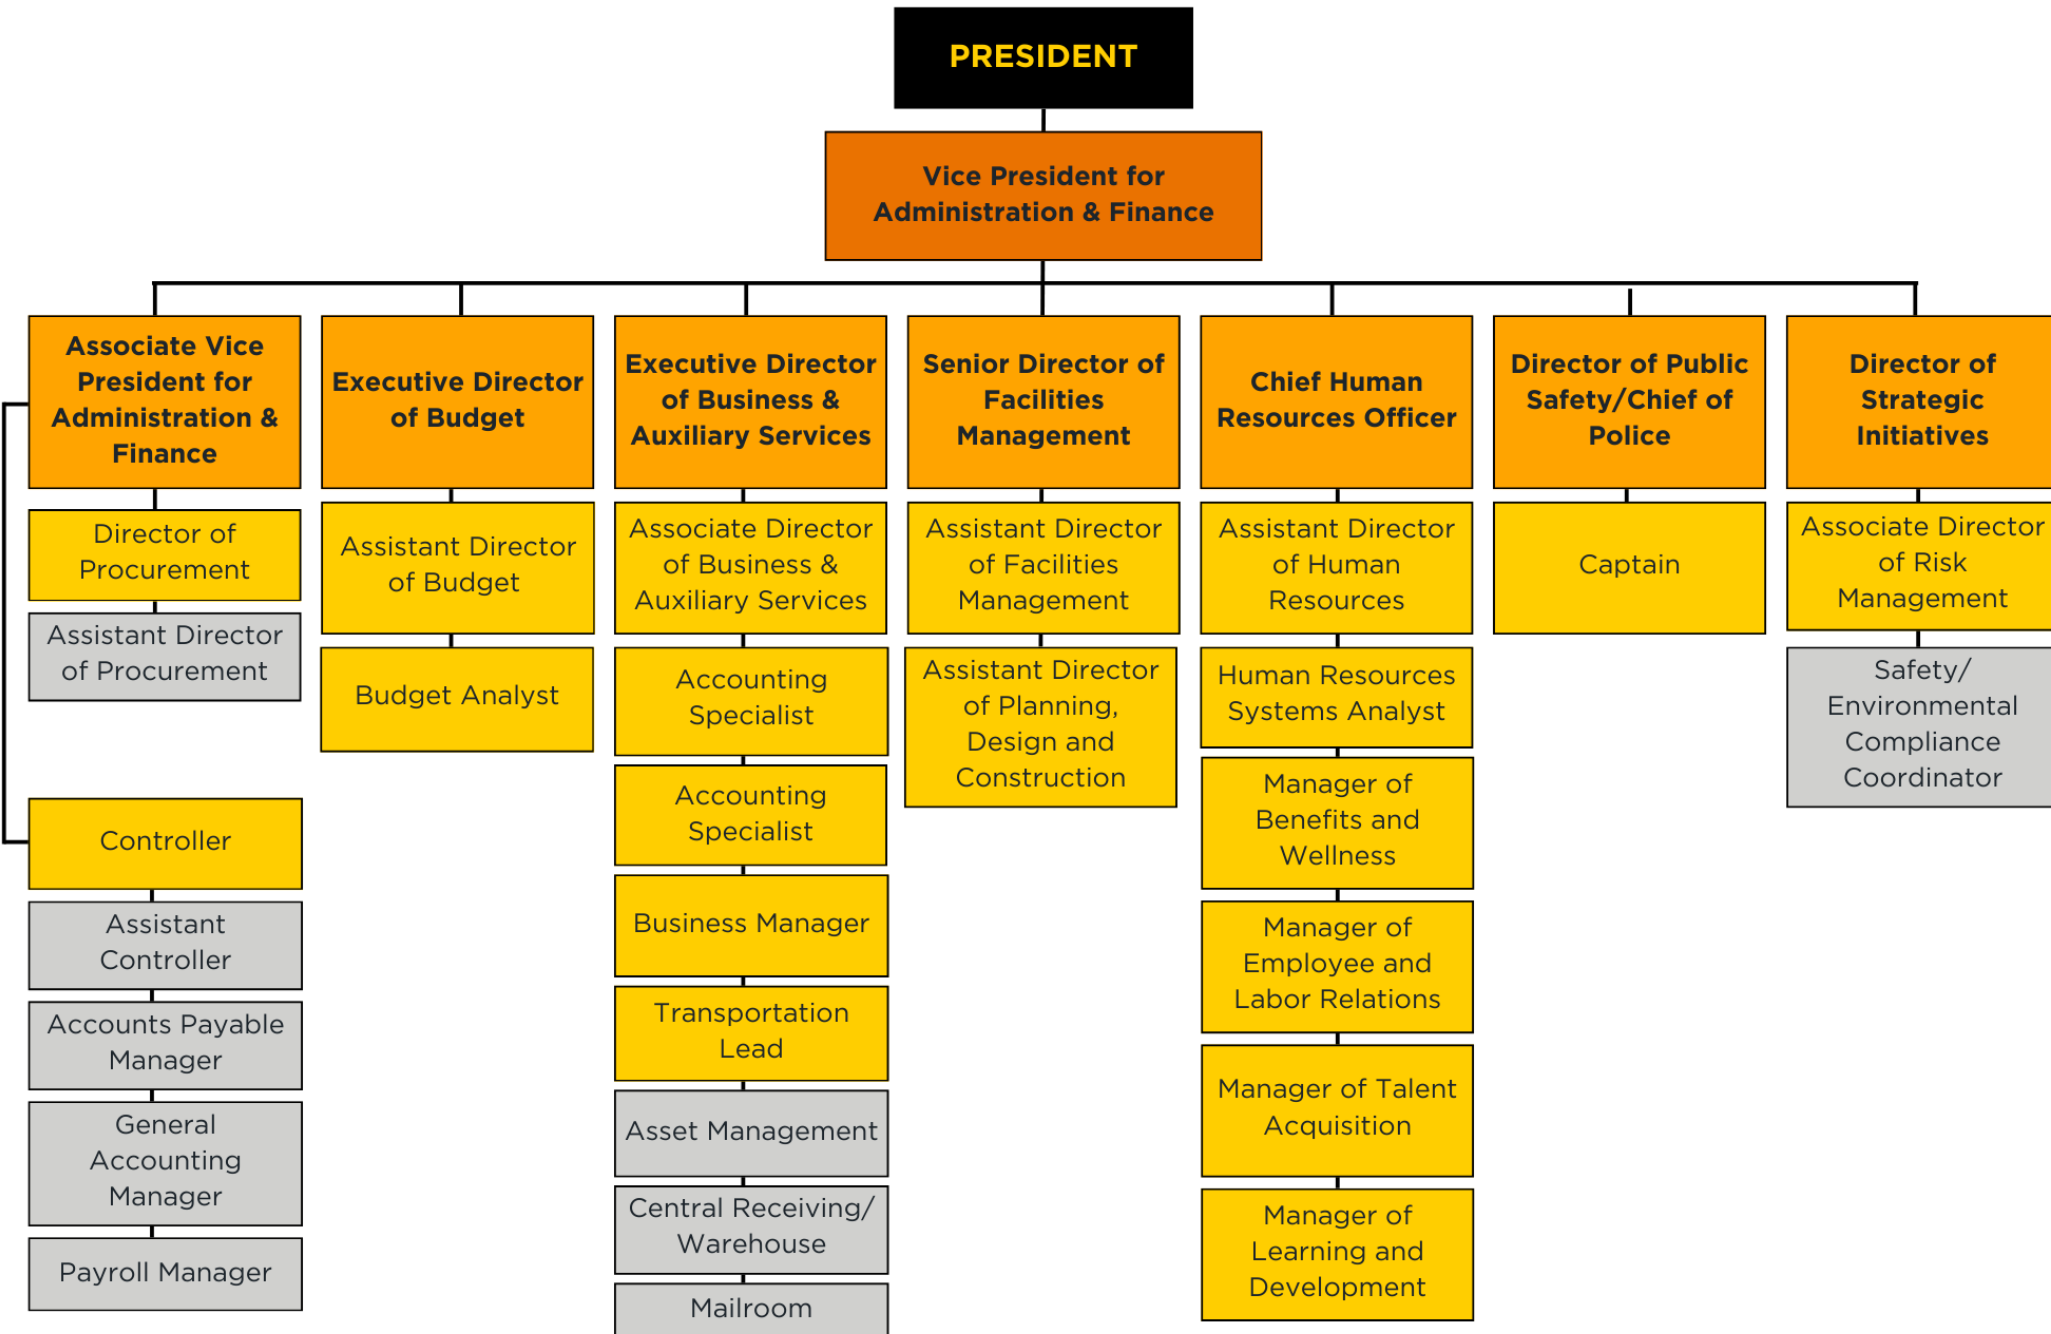 PRESIDENT
Vice President for
Administration & Finance
Associate Vice
President for
Administration &
Finance
Director of
Procurement
Assistant Director
of Procurement
Controller
Assistant
Controller
Accounts Payable
Manager
General
Accounting
Manager
Payroll Manager
Executive Director
of Budget
Assistant Director
of Budget
Budget Analyst
Executive Director
of Business &
Auxiliary Services
Associate Director
of Business &
Auxiliary Services
Accounting
Specialist
Accounting
Specialist
Business Manager
Transportation
Lead
Asset Management
Central Receiving/
Warehouse
Mailroom
Senior Director of
Facilities
Management
Assistant Director
of Facilities
Management
Assistant Director
of Planning,
Design and
Construction
Chief Human
Resources Officer
Assistant Director
of Human
Resources
Human Resources
Systems Analyst
Manager of
Benefits and
Wellness
Manager of
Employee and
Labor Relations
Manager of Talent
Acquisition
Manager of
Learning and
Development
Director of Public
Safety/Chief of
Police
Captain
Director of
Strategic
Initiatives
Associate Director
of Risk
Management
Safety/
Environmental
Compliance
Coordinator